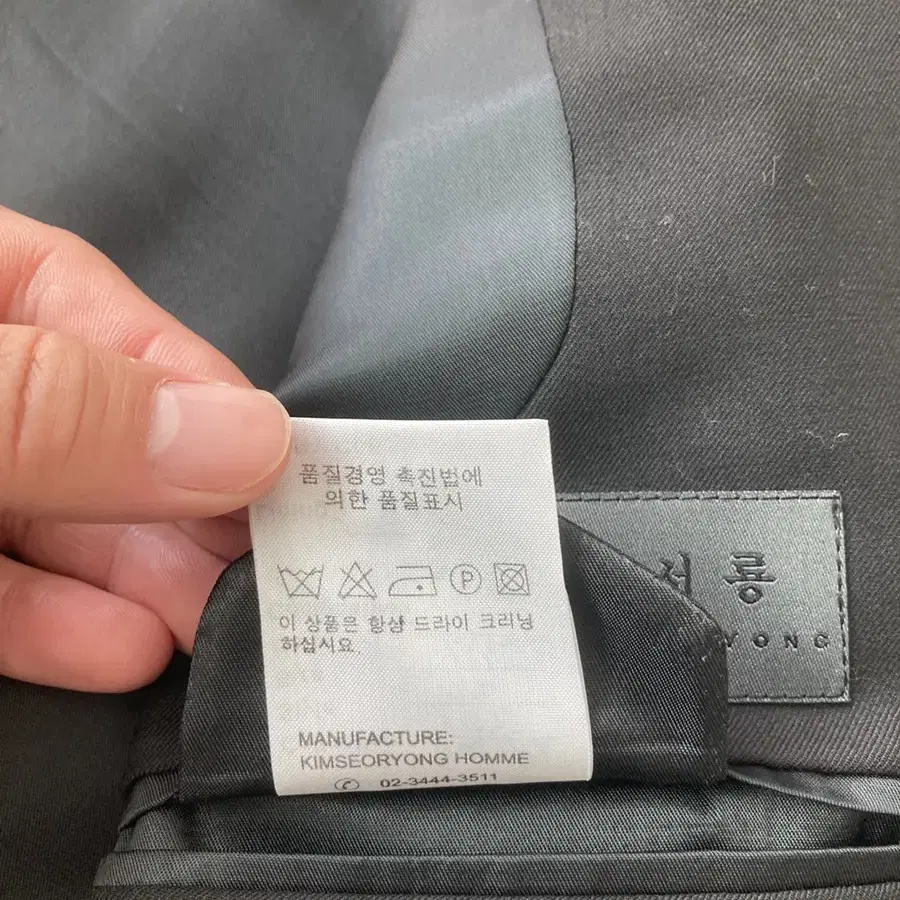 품질경영 촉진법에
의한 품질표시
P
이 상품은 항상 드라이 크리닝
하십시요.
MANUFACTURE:
KIMSEORYONG HOMME
02-3444-3511
서 룡
YONG